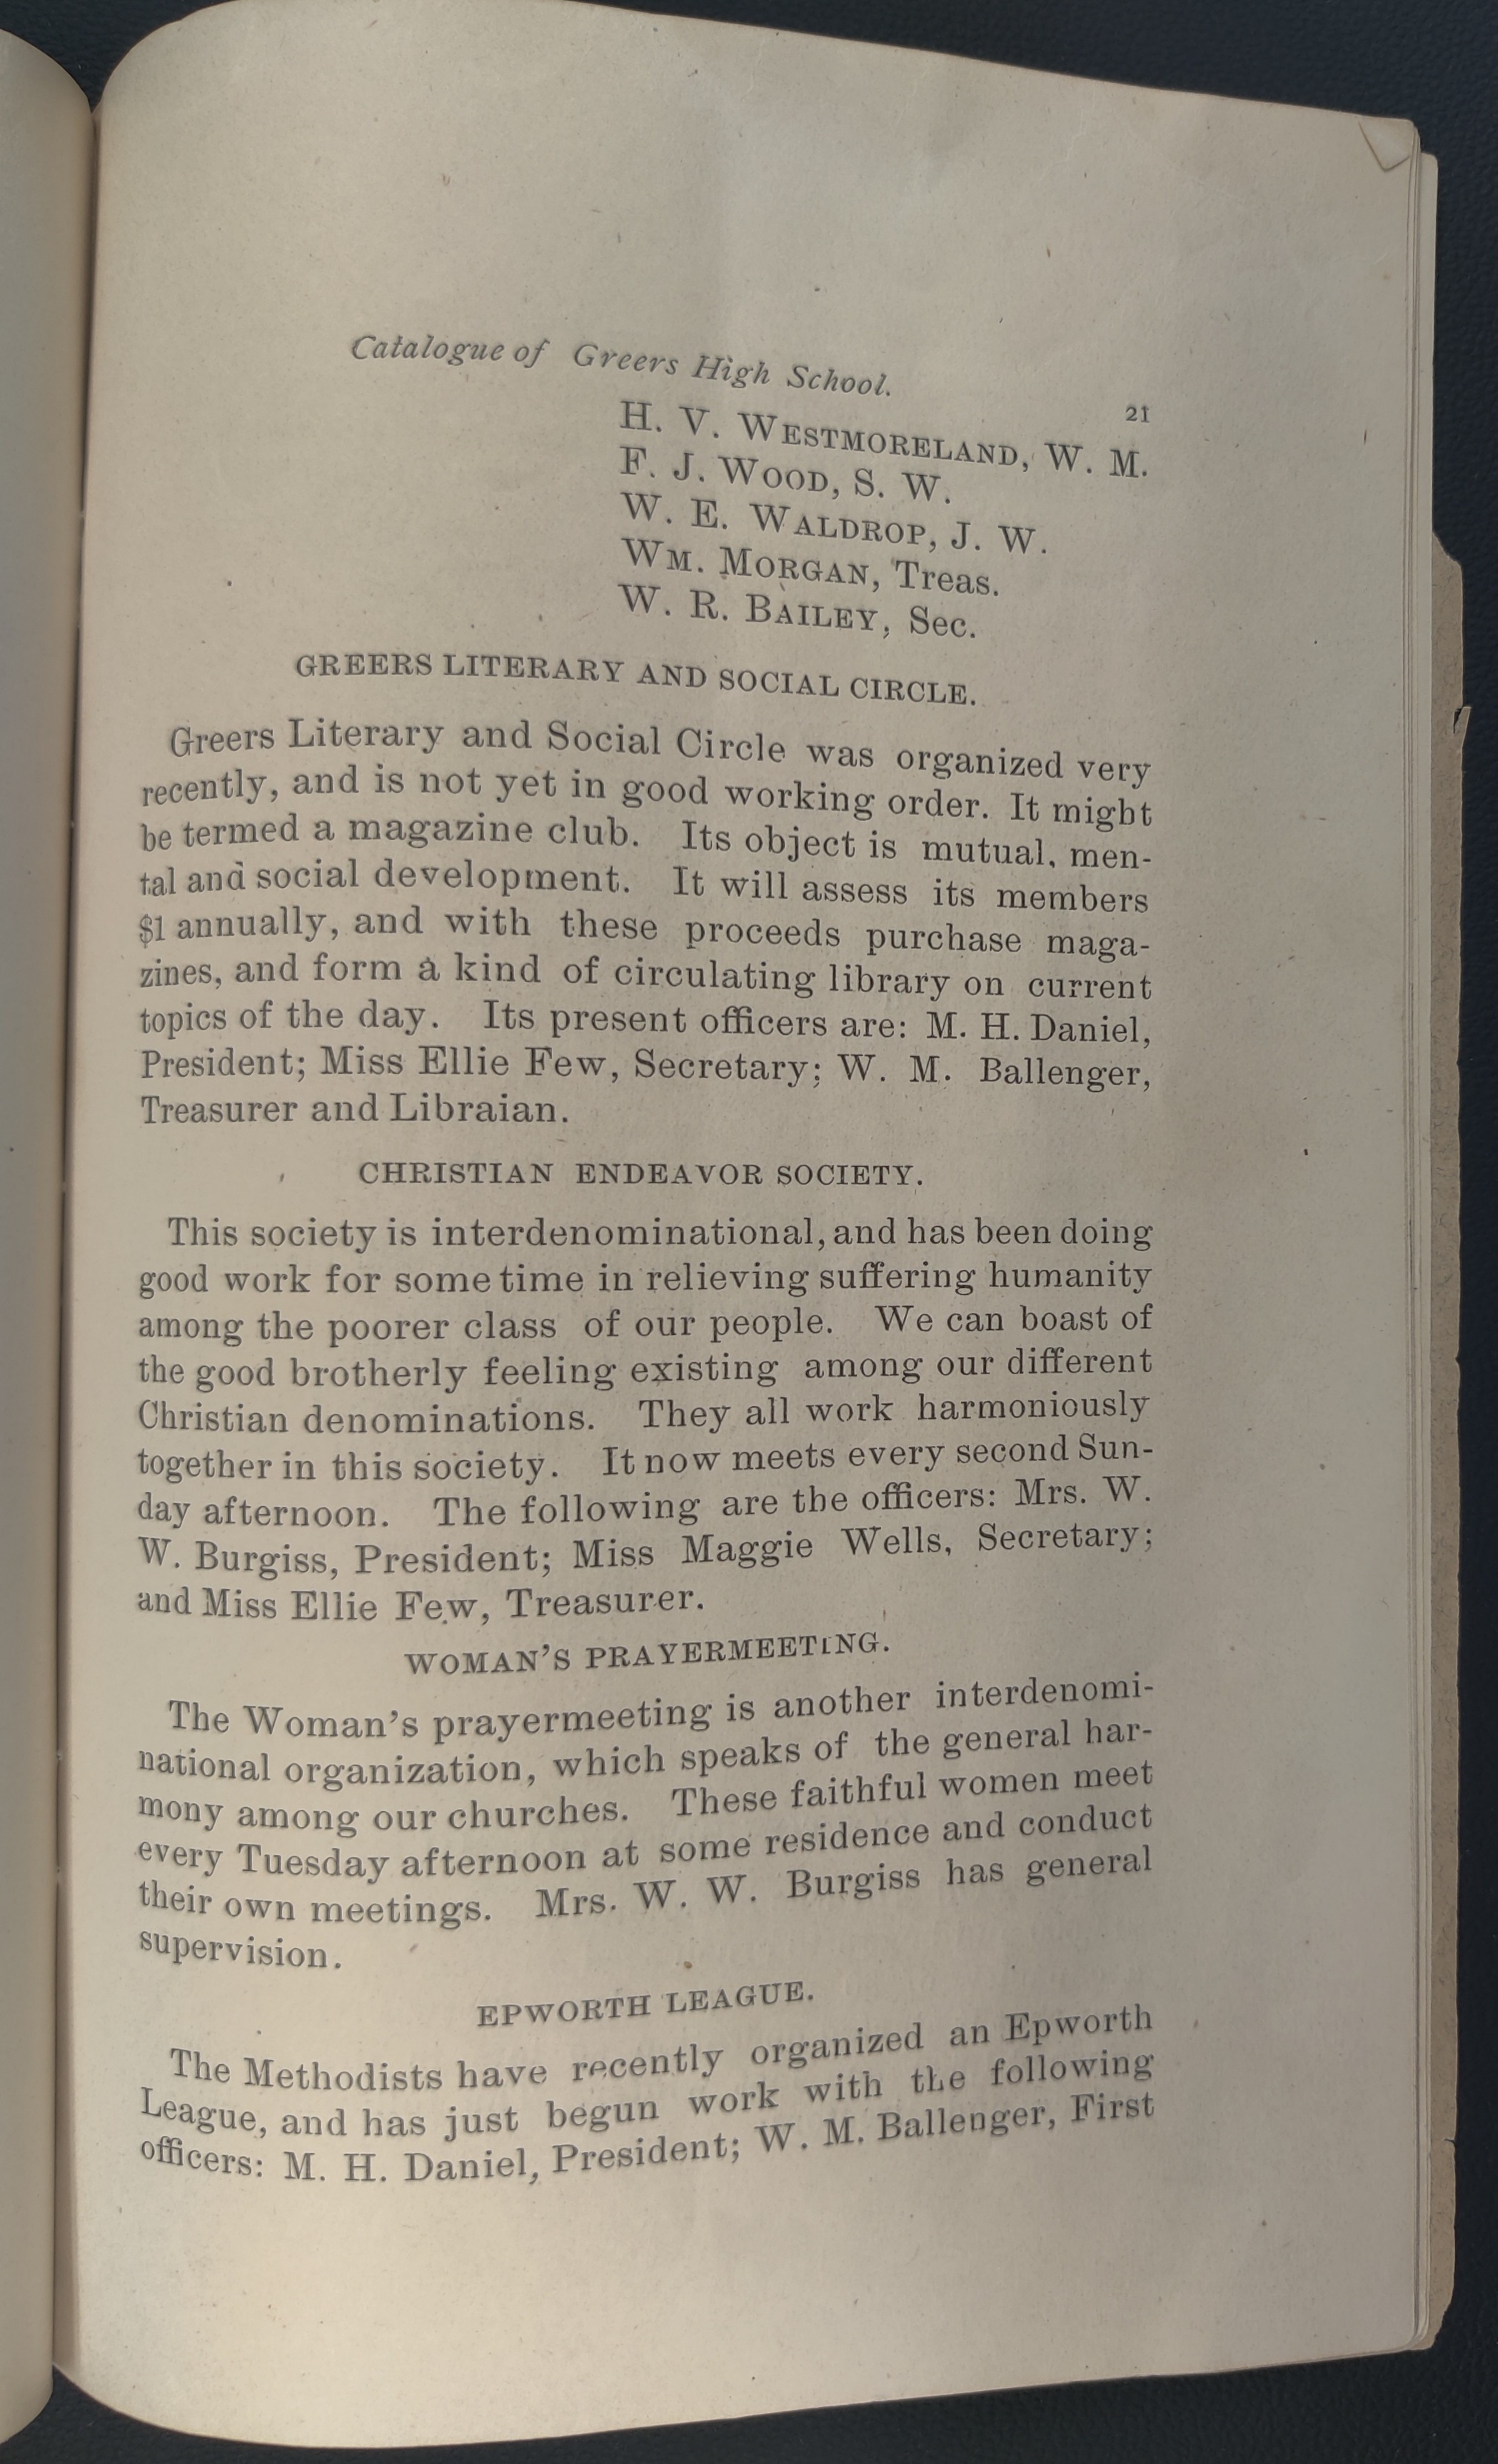 Catalogue of Greers High School. 21
H. V. WESTMORELAND, W. M.
F. J. WOOD, S. W.
W. E. WALDROP, J. W.
WM. MORGAN, Treas.
W. R. BAILEY, Sec.
GREERS LITERARY AND SOCIAL CIRCLE.
Greers Literary and Social Circle was organized very
recently, and is not yet in good working order. It might
be termed a magazine club. Its object is mutual, men-
tal and social development. It will assess its members
$1 annually, and with these proceeds purchase maga-
zines, and form a kind of circulating library on current
topics of the day. Its present officers are: M. H. Daniel,
President; Miss Ellie Few, Secretary; W. M. Ballenger,
Treasurer and Libraian.
CHRISTIAN ENDEAVOR SOCIETY.
This society is interdenominational, and has been doing
good work for some time in relieving suffering humanity
among the poorer class of our people. We can boast of
the good brotherly feeling existing among our different
Christian denominations. They all work harmoniously
together in this society. It now meets every second Sun-
day afternoon. The following are the officers: Mrs. W.
W. Burgiss, President; Miss Maggie Wells, Secretary;
and Miss Ellie Few, Treasurer.
WOMAN'S PRAYERMEETING.
The Woman's prayermeeting is another interdenomi-
national organization, which speaks of the general har-
mony among our churches. These faithful women meet
every Tuesday afternoon at some residence and conduct
their own meetings. Mrs. W. W. Burgiss has general
supervision.
EPWORTH LEAGUE.
The Methodists have recently organized an Epworth
League, and has just begun work with the following
officers: M. H. Daniel, President; W. M. Ballenger, First